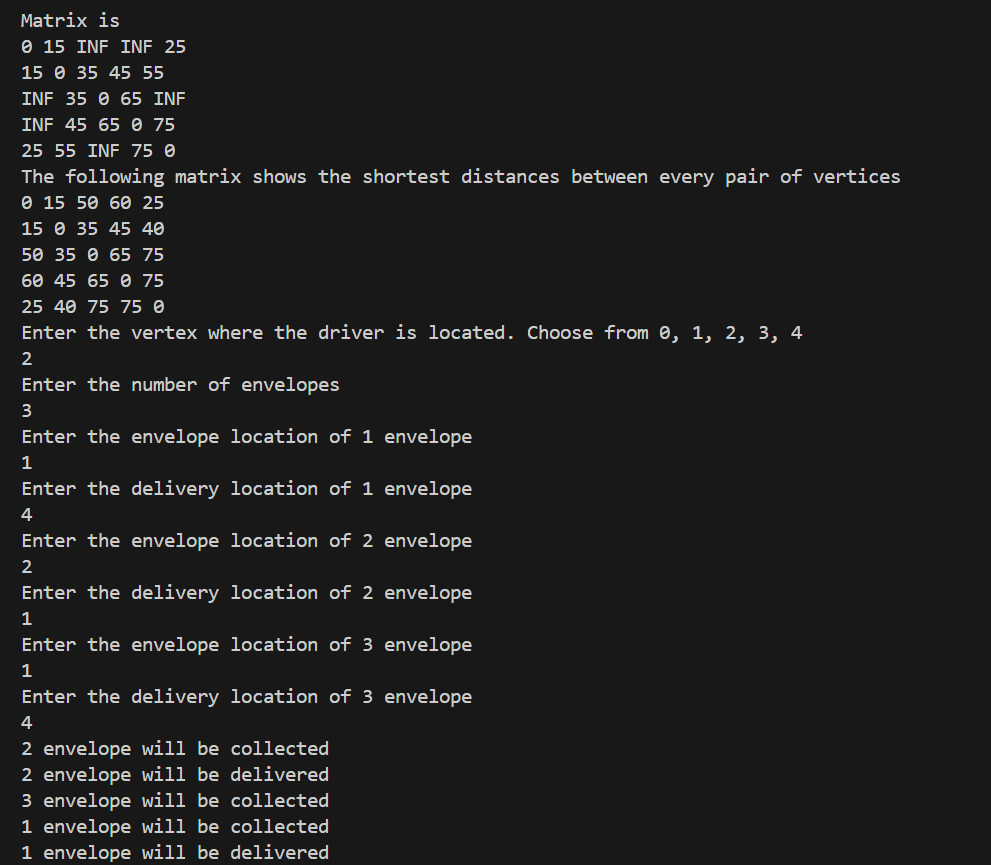 Matrix is
0 15 INF INF 25
15 0 35 45 55
INF 35 0 65 INF
INF 45 65 0 75
25 55 INF 75 0
The following matrix shows the shortest distances between every pair of vertices
0 15 50 60 25
15 0 35 45 40
50 35 0 65 75
60 45 65 0 75
25 40 75 75 0
Enter the vertex where the driver is located. Choose from 0, 1, 2, 3, 4
2
Enter the number of envelopes
3
Enter the envelope location of 1 envelope
1
Enter the delivery location of 1 envelope
4
Enter the envelope location of 2 envelope
2
Enter the delivery location of 2 envelope
1
Enter the envelope location of 3 envelope
1
Enter the delivery location of 3 envelope
4
2 envelope will be collected
2 envelope will be delivered
3 envelope will be collected
1 envelope will be collected
1 envelope will be delivered